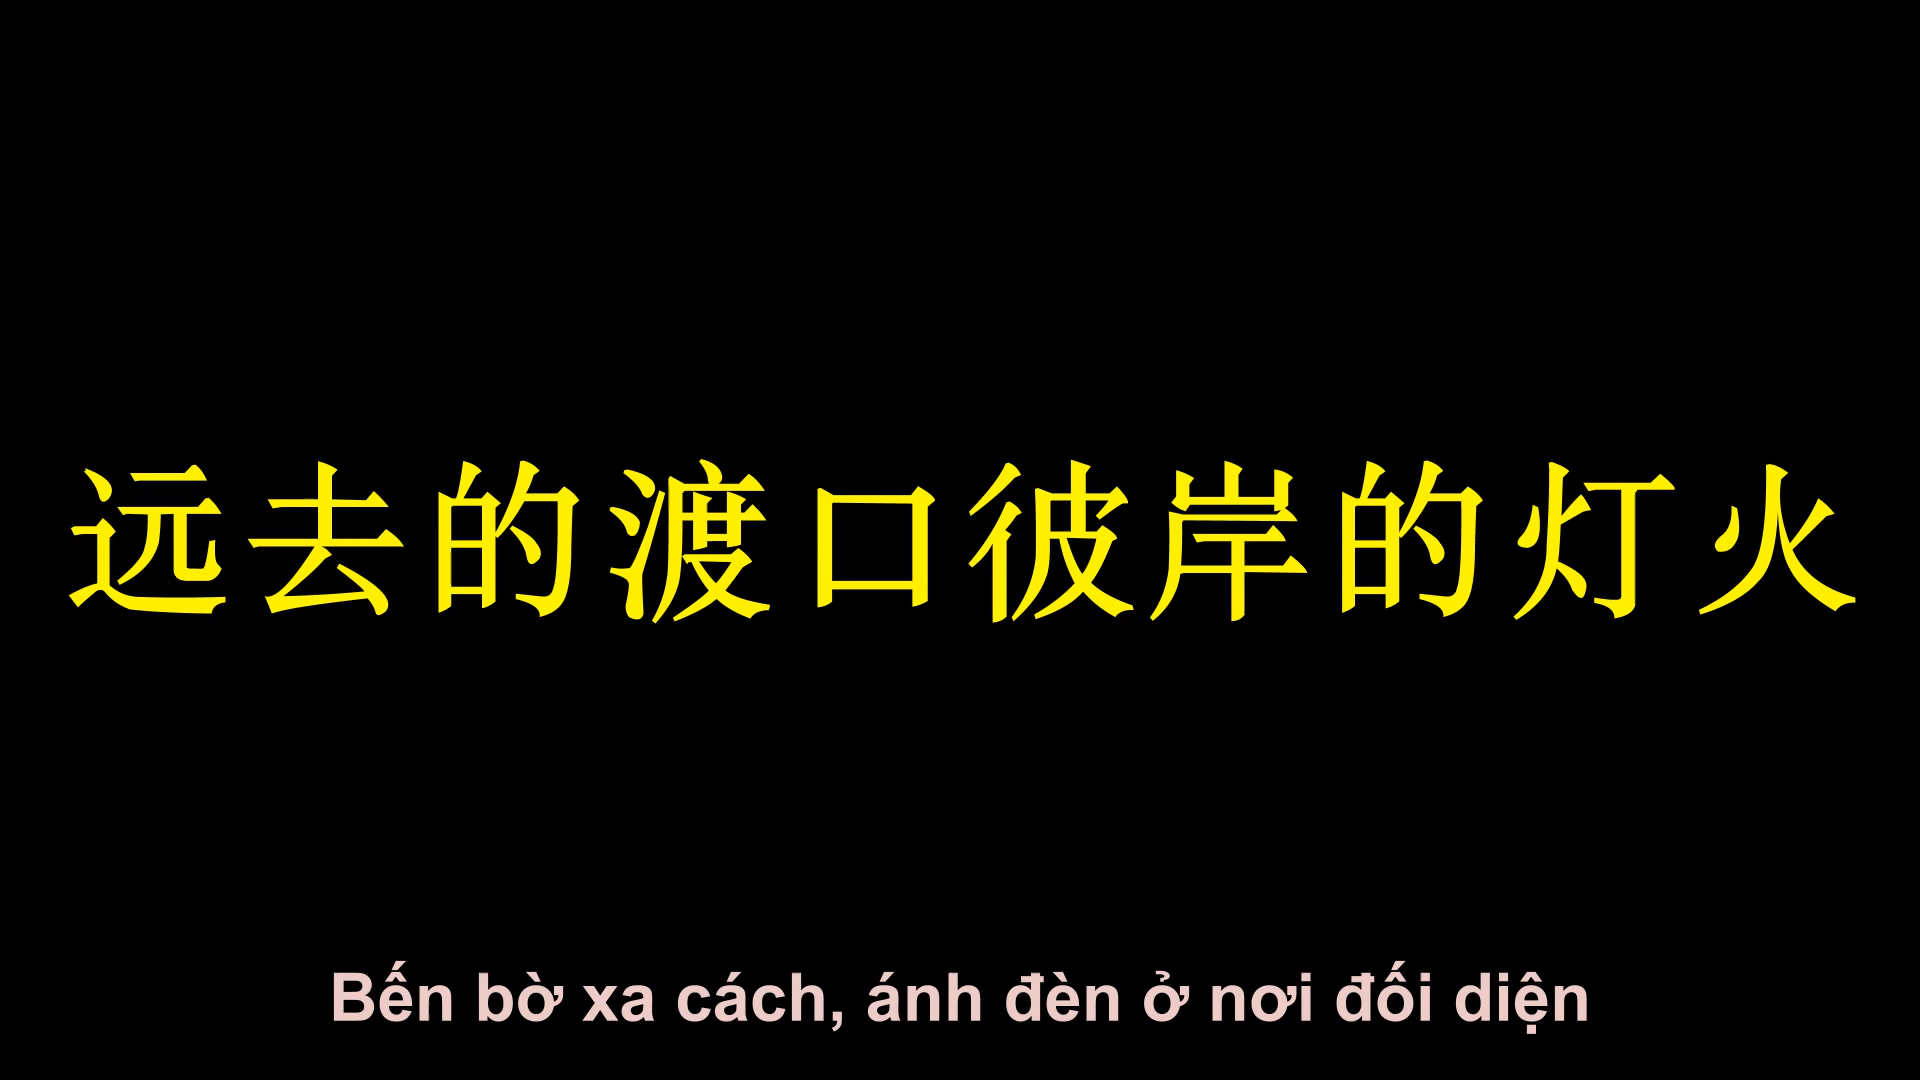 远去的渡口彼岸的灯火
Bến bờ xa cách, ánh đèn ở nơi đối diện